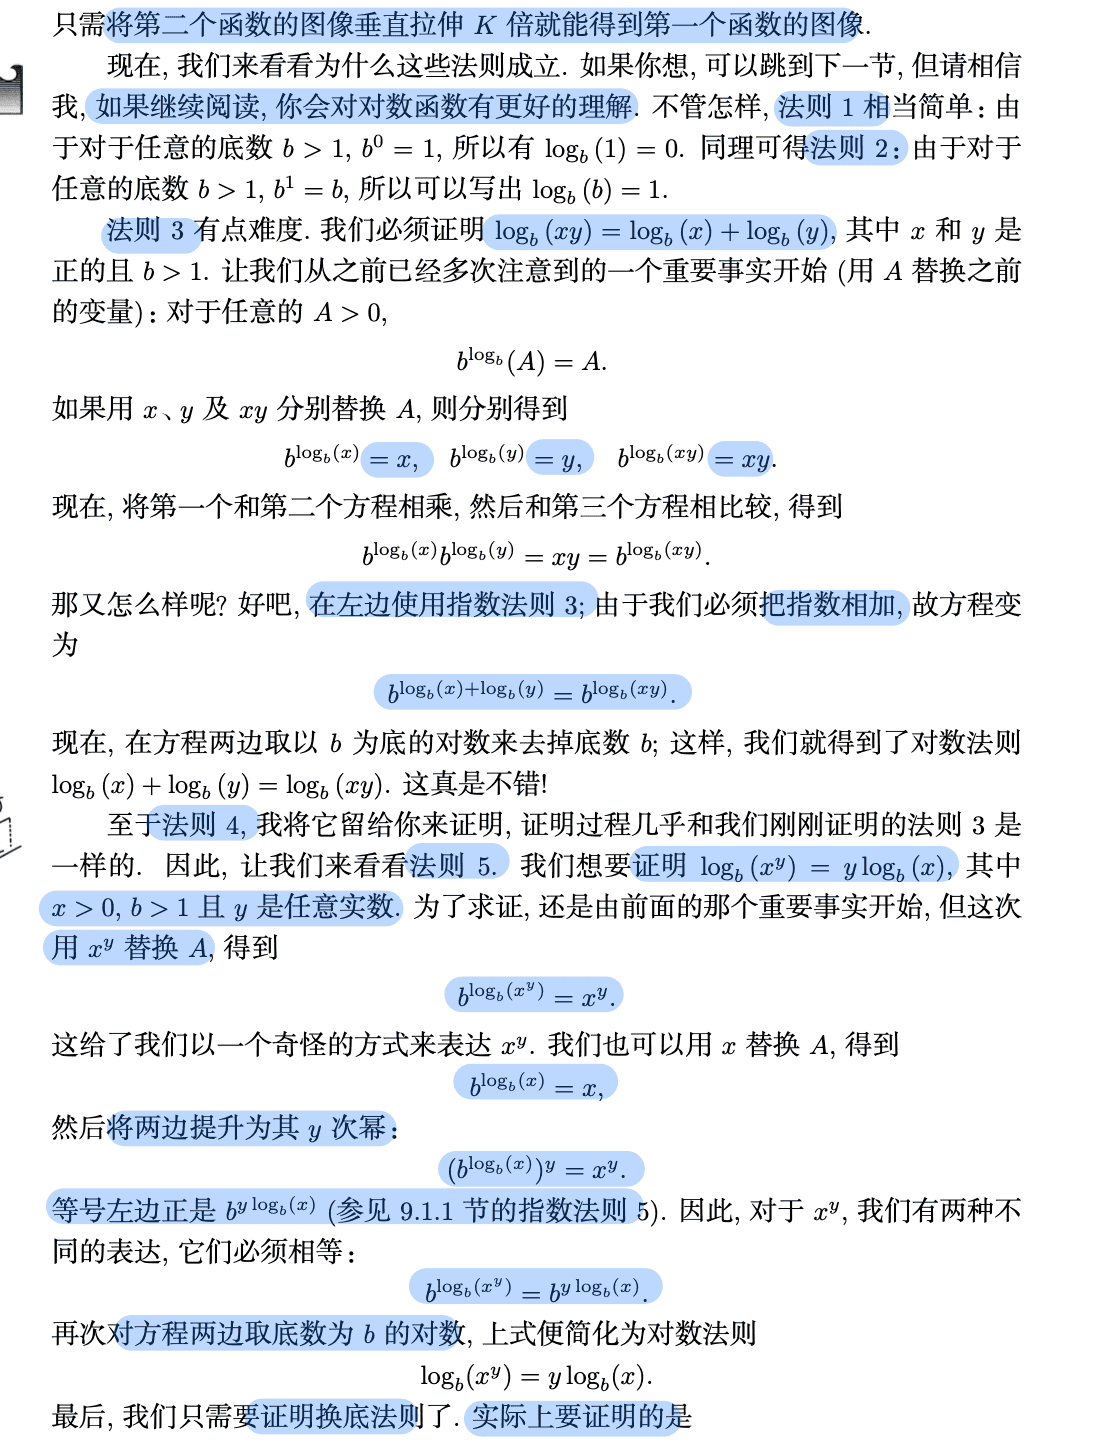 只需将第二个函数的图像垂直拉伸 K 倍就能得到第一个函数的图像.
现在, 我们来看看为什么这些法则成立. 如果你想, 可以跳到下一节, 但请相信
我, 如果继续阅读, 你会对对数函数有更好的理解. 不管怎样, 法则 1 相当简单: 由
于对于任意的底数 b > 1, b⁰ = 1, 所以有 log_b (1) = 0. 同理可得法则 2: 由于对于
任意的底数 b > 1, b¹ = b, 所以可以写出 log_b (b) = 1.
法则 3 有点难度. 我们必须证明 log_b (xy) = log_b (x) + log_b (y), 其中 x 和 y 是
正的且 b > 1. 让我们从之前已经多次注意到的一个重要事实开始 (用 A 替换之前
的变量): 对于任意的 A > 0,
b^{log_b} (A) = A.
如果用 x、y 及 xy 分别替换 A, 则分别得到
b^{log_b(x)} = x, b^{log_b(y)} = y, b^{log_b(xy)} = xy.
现在, 将第一个和第二个方程相乘, 然后和第三个方程相比较, 得到
b^{log_b(x)}b^{log_b(y)} = xy = b^{log_b(xy)}.
那又怎么样呢? 好吧, 在左边使用指数法则 3; 由于我们必须把指数相加, 故方程变
为
b^{log_b(x)+log_b(y)} = b^{log_b(xy)}.
现在, 在方程两边取以 b 为底的对数来去掉底数 b; 这样, 我们就得到了对数法则
log_b (x) + log_b (y) = log_b (xy). 这真是不错!
至于法则 4, 我将它留给你来证明, 证明过程几乎和我们刚刚证明的法则 3 是
一样的. 因此, 让我们来看看法则 5. 我们想要证明 log_b (x^y) = y log_b (x), 其中
x > 0, b > 1 且 y 是任意实数. 为了求证, 还是由前面的那个重要事实开始, 但这次
用 x^y 替换 A, 得到
b^{log_b(x^y)} = x^y.
这给了我们以一个奇怪的方式来表达 x^y. 我们也可以用 x 替换 A, 得到
b^{log_b(x)} = x,
然后将两边提升为其 y 次幂:
(b^{log_b(x)})^y = x^y.
等号左边正是 b^{y log_b(x)} (参见 9.1.1 节的指数法则 5). 因此, 对于 x^y, 我们有两种不
同的表达, 它们必须相等:
b^{log_b(x^y)} = b^{y log_b(x)}.
再次对方程两边取底数为 b 的对数, 上式便简化为对数法则
log_b(x^y) = y log_b(x).
最后, 我们只需要证明换底法则了. 实际上要证明的是